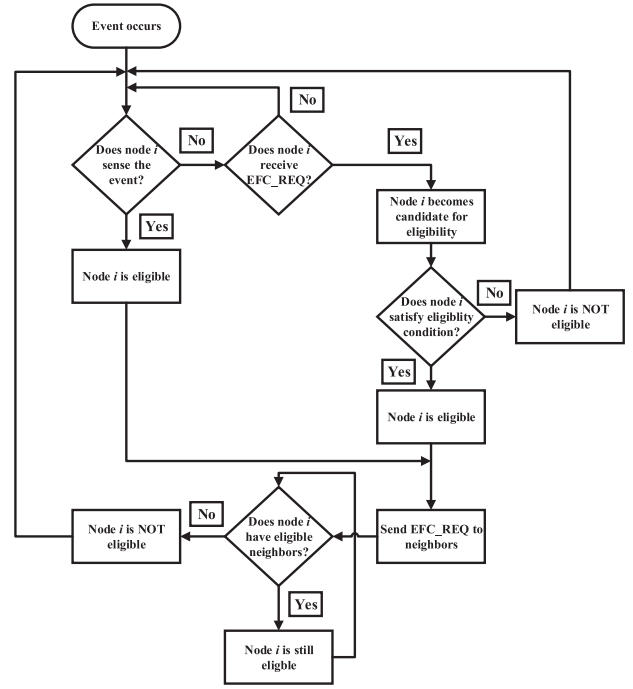 Event occurs
No
Does node i
sense the
event?
No
Does node i
receive
EFC_REQ?
Yes
Node i becomes
candidate for
eligibility
Yes
Node i is eligible
Does node i
satisfy eligiblity
condition?
No
Node i is NOT
eligible
Yes
Node i is eligible
Node i is NOT
eligible
No
Does node i
have eligible
neighbors?
Send EFC_REQ to
neighbors
Yes
Node i is still
eligble